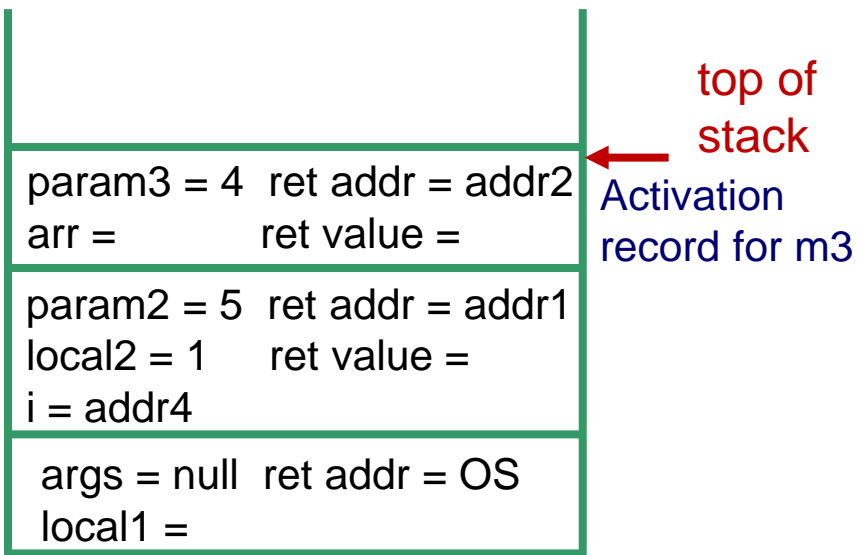 top of
stack
param3 = 4 ret addr = addr2
arr = ret value =
Activation
record for m3
param2 = 5 ret addr = addr1
local2 = 1 ret value =
i = addr4
args = null ret addr = OS
local1 =